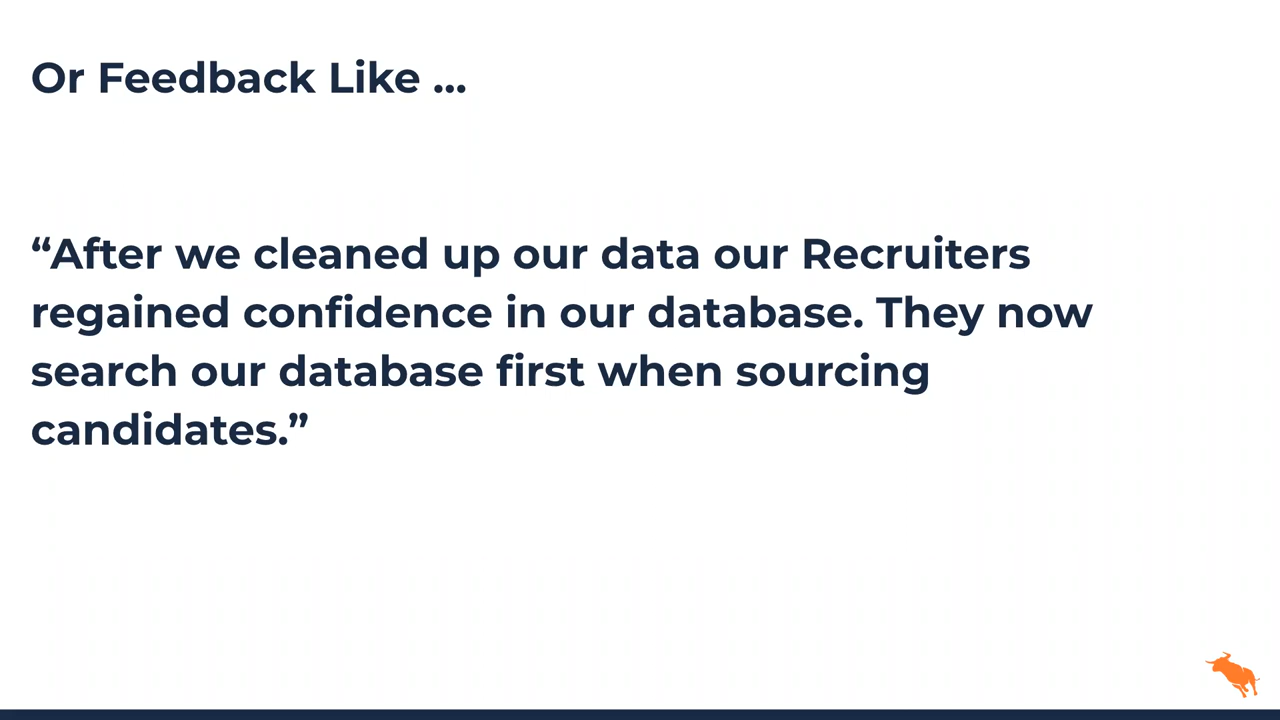 Or Feedback Like ...
“After we cleaned up our data our Recruiters
regained confidence in our database. They now
search our database first when sourcing
candidates.”